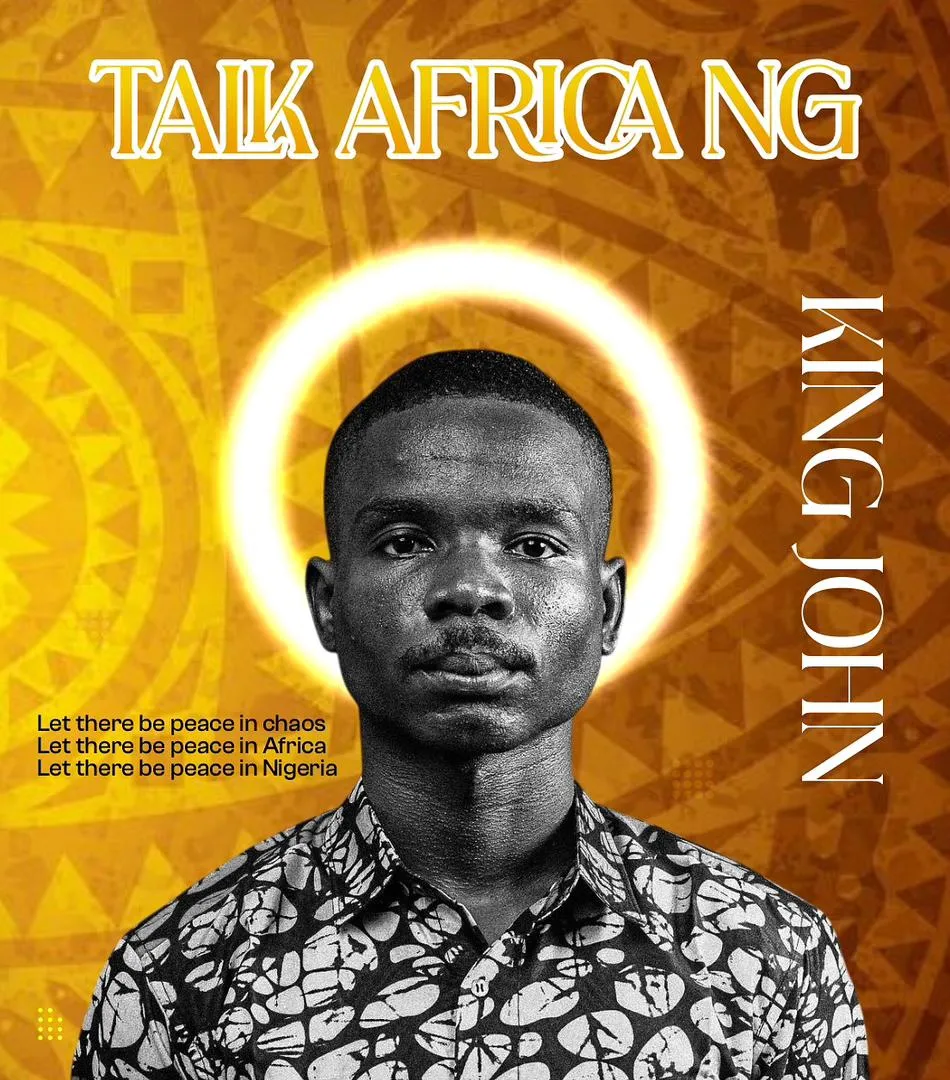 TALK AFRICA NG
KING JOHN
Let there be peace in chaos
Let there be peace in Africa
Let there be peace in Nigeria